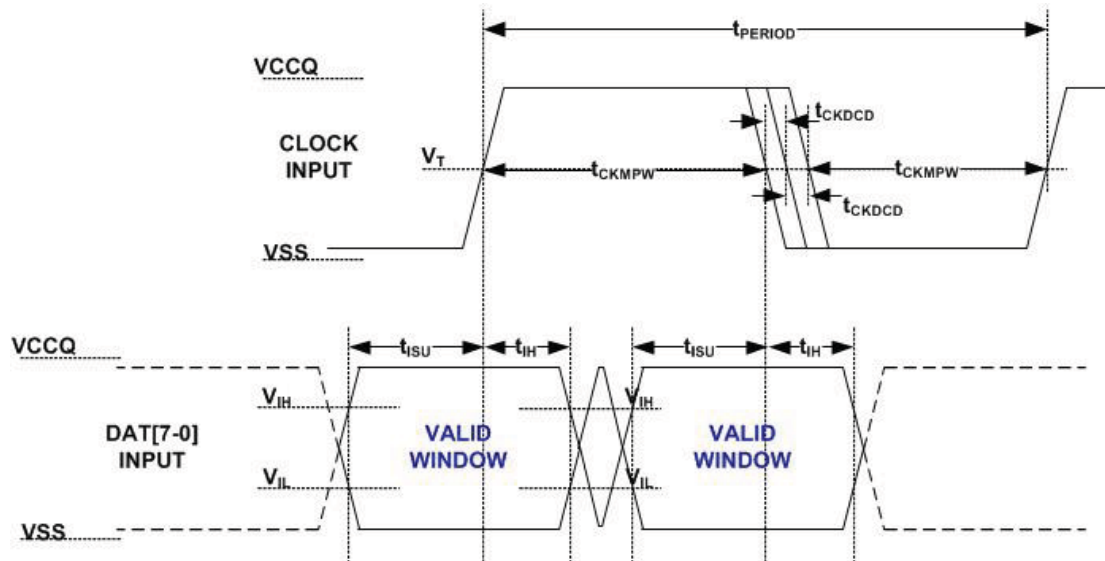 tPERIOD
VCCQ
tCKDCD
CLOCK
INPUT
VT
tCKMPW
tCKMPW
tCKDCD
VSS
VCCQ
tISU
tIH
tISU
tIH
VIH
VIH
DAT[7-0]
INPUT
VALID
WINDOW
VALID
WINDOW
VIL
VIL
VSS